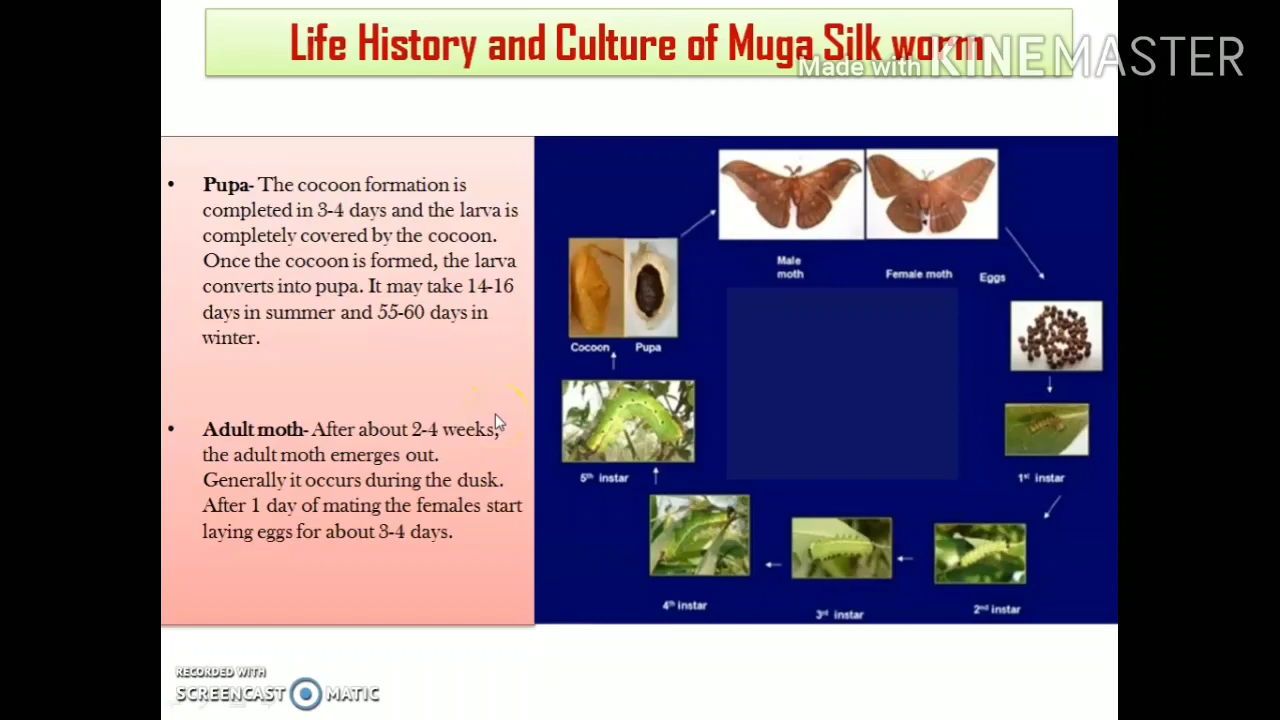 Life History and Culture of Muga Silk worm
Made with KINEMASTER
• Pupa- The cocoon formation is
completed in 3-4 days and the larva is
completely covered by the cocoon.
Once the cocoon is formed, the larva
converts into pupa. It may take 14-16
days in summer and 55-60 days in
winter.
• Adult moth- After about 2-4 weeks,
the adult moth emerges out.
Generally it occurs during the dusk.
After 1 day of mating the females start
laying eggs for about 3-4 days.
Male
moth
Female moth
Eggs
Cocoon
Pupa
5th instar
1st instar
4th instar
3rd instar
2nd instar
RECORDED WITH
SCREENCAST MATIC